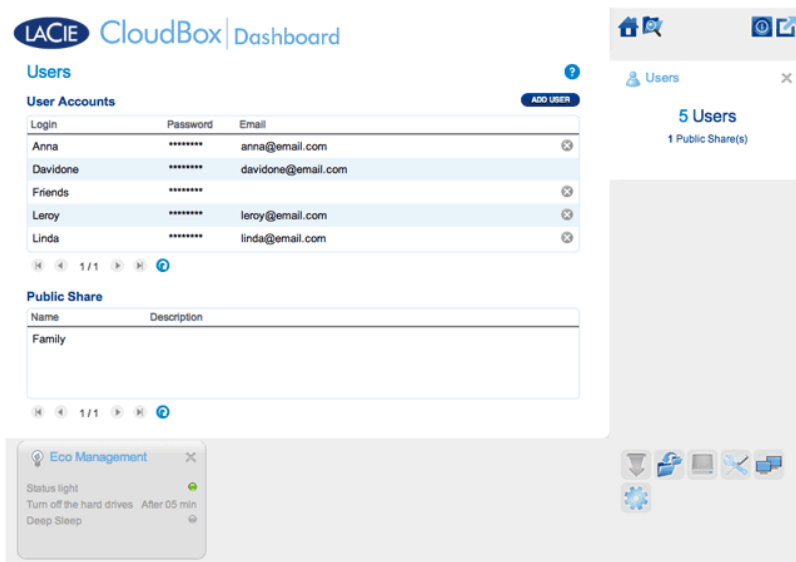 LACIE CloudBox Dashboard
Users
User Accounts
ADD USER
Login Password Email
Anna ******** anna@email.com
Davidone ******** davidone@email.com
Friends ********
Leroy ******** leroy@email.com
Linda ******** linda@email.com
1/1
Public Share
Name Description
Family
1/1
Users
5 Users
1 Public Share(s)
Eco Management
Status light
Turn off the hard drives After 05 min
Deep Sleep